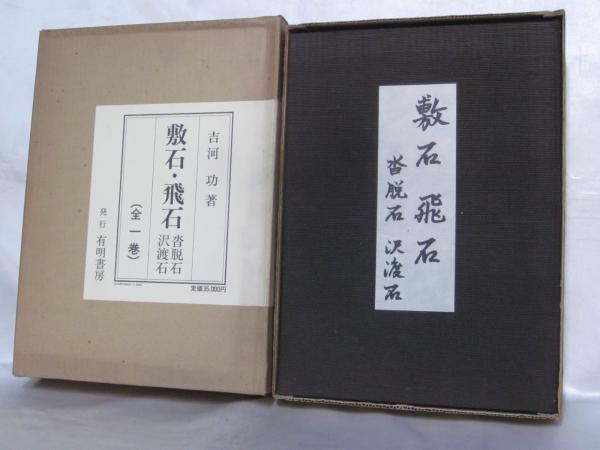 吉河 功 著
敷石・飛石
沓脱石
沢渡石
(全一巻)
発行 有明書房
定価35,000円
敷石 飛石
沓脱石 沢渡石